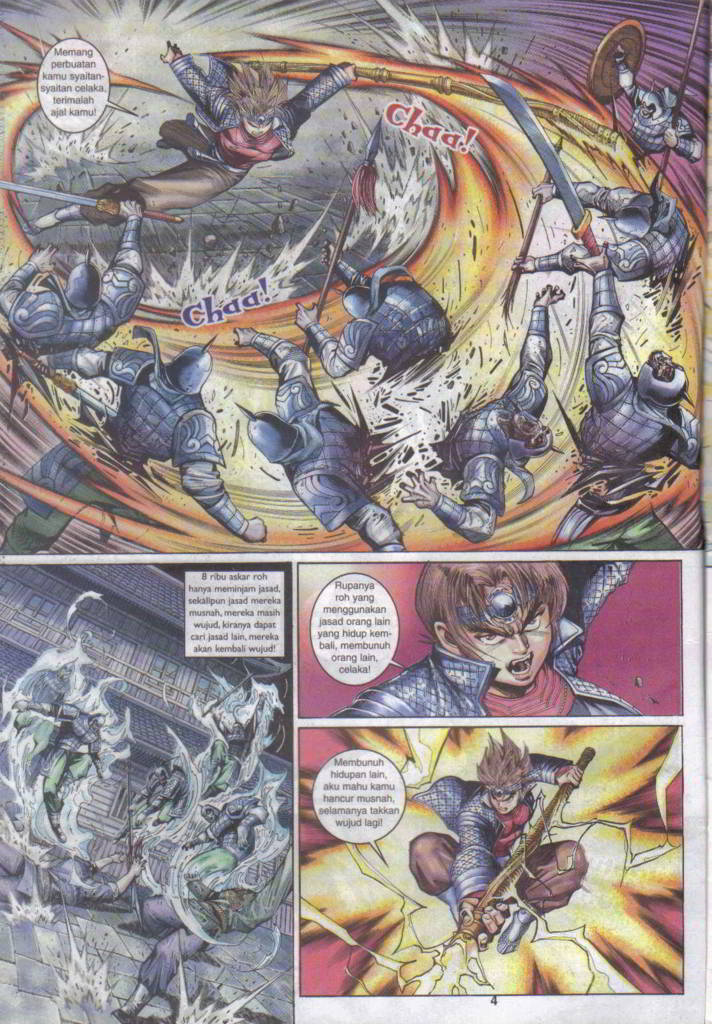 Memang
perbuatan
kamu syaitan-
syaitan celaka,
terimalah
ajal kamu!
Chaa!
Chaa!
8 ribu askar roh
hanya meminjam jasad,
sekalipun jasad mereka
musnah, mereka masih
wujud, kiranya dapat
cari jasad lain, mereka
akan kembali wujud!
Rupanya
roh yang
menggunakan
jasad orang lain
yang hidup kem-
bali, membunuh
orang lain,
celaka!
Membunuh
hidupan lain,
aku mahu kamu
hancur musnah,
selamanya takkan
wujud lagi!
4